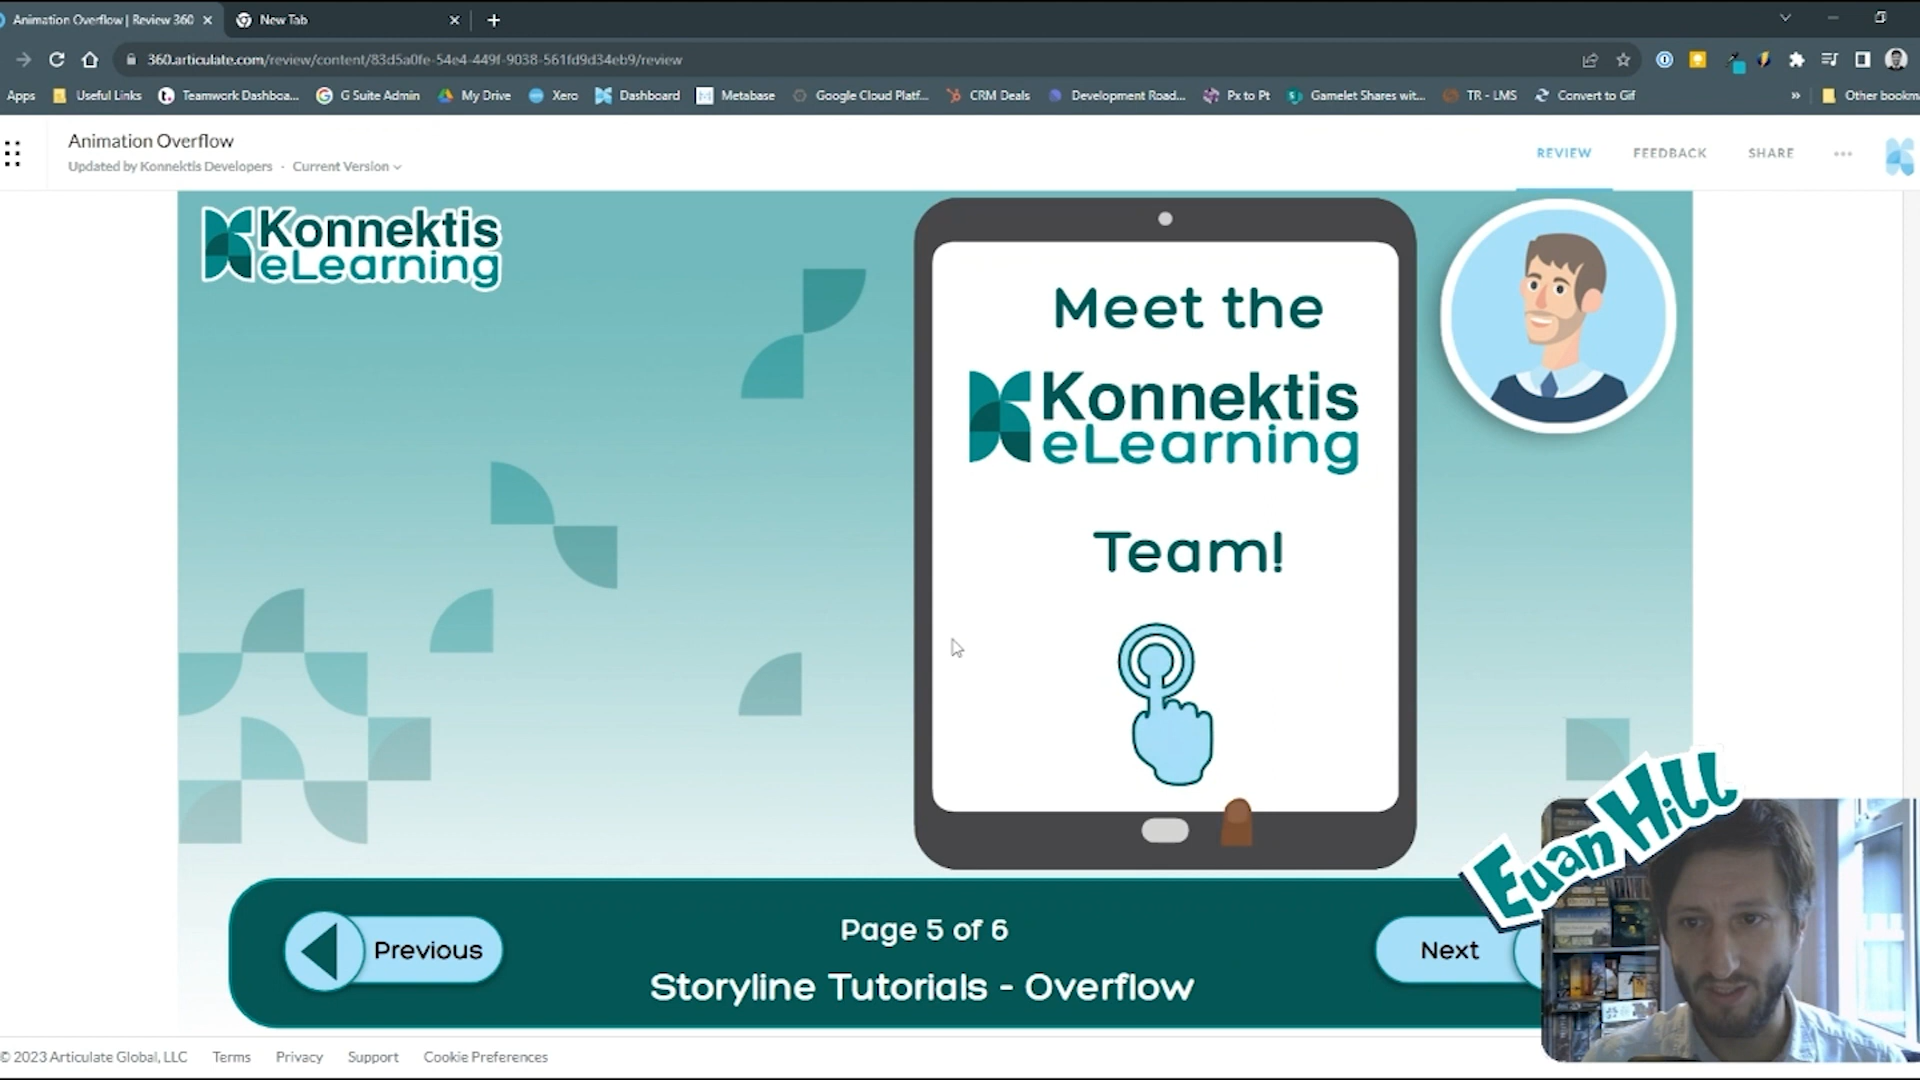 Animation Overflow | Review 360
New Tab
360.articulate.com/review/content/83d5a0fe-54e4-449f-9038-561fd9d34eb9/review
Apps Useful Links Teamwork Dashboa... G Suite Admin My Drive Xero Dashboard Metabase Google Cloud Platf... CRM Deals Development Road... Px to Pt Gamelet Shares wit... TR - LMS Convert to Gif » Other bookma
Animation Overflow
Updated by Konnektis Developers · Current Version
REVIEW FEEDBACK SHARE
Konnektis
eLearning
Meet the
Konnektis
eLearning
Team!
Euan Hill
Previous
Page 5 of 6
Storyline Tutorials - Overflow
Next
© 2023 Articulate Global, LLC Terms Privacy Support Cookie Preferences